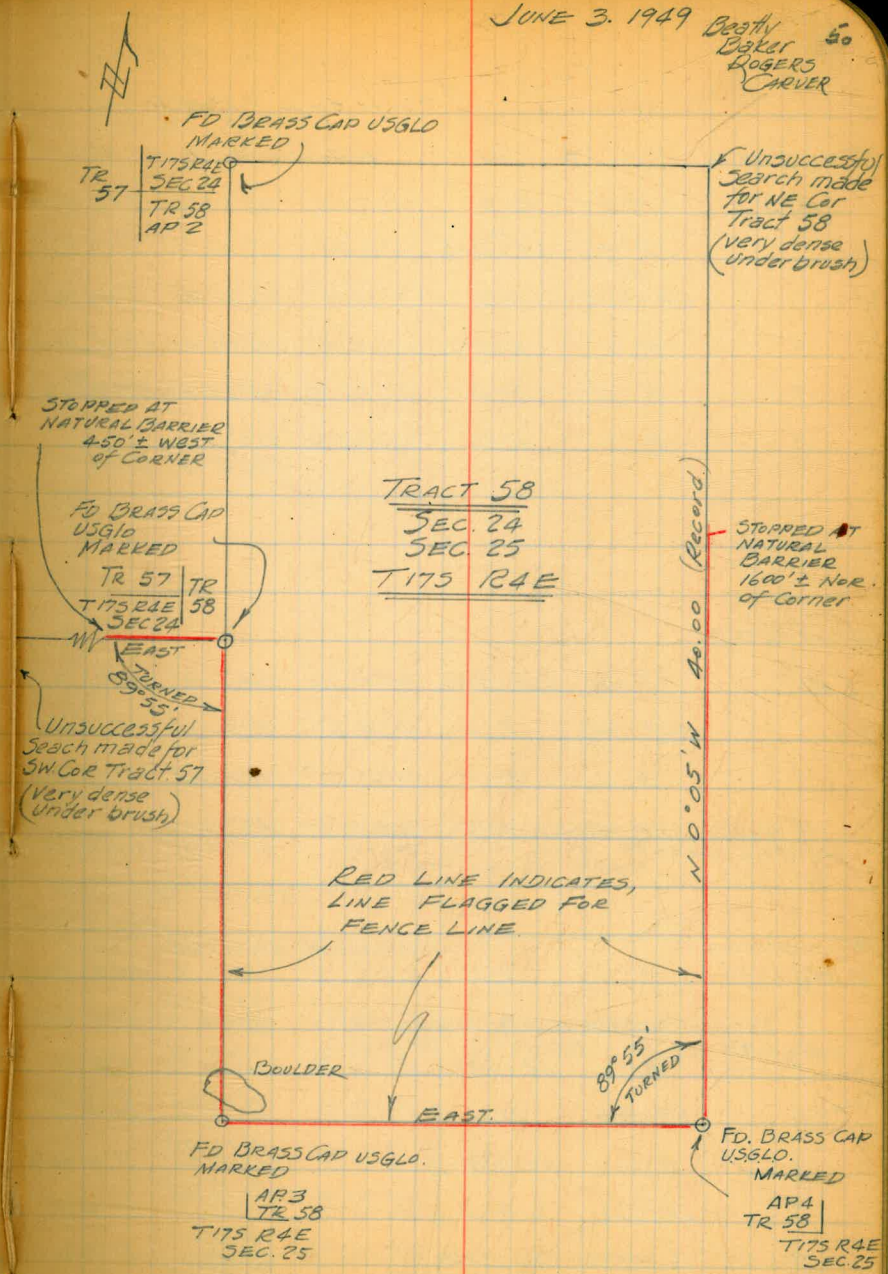 JUNE 3. 1949
Beatty
Baker
ROGERS
CARVER
50
FD BRASS CAP USGLO
MARKED
TR
57
T17S R4E
SEC 24
TR 58
AP 2
Unsuccessful
Search made
for NE Cor
Tract 58
(very dense
under brush)
STOPPED AT
NATURAL BARRIER
450'± WEST
of CORNER
FD BRASS CAP
USGLO
MARKED
TR 57
TR
58
T17S R4E
SEC 24
EAST
TURNED
89°55'
Unsuccessful
Seach made for
SW. COR Tract. 57
(very dense
under brush)
TRACT 58
SEC. 24
SEC. 25
T17S R4E
N 0°05' W 40.00 (Record)
STOPPED AT
NATURAL
BARRIER
1600'± NOR.
of Corner
RED LINE INDICATES,
LINE FLAGGED FOR
FENCE LINE
BOULDER
89°55'
TURNED
EAST.
FD BRASS CAP USGLO.
MARKED
AP.3
TR 58
T17S R4E
SEC. 25
FD. BRASS CAP
U.S.G.L.O.
MARKED
AP4
TR 58
T17S R4E
SEC. 25